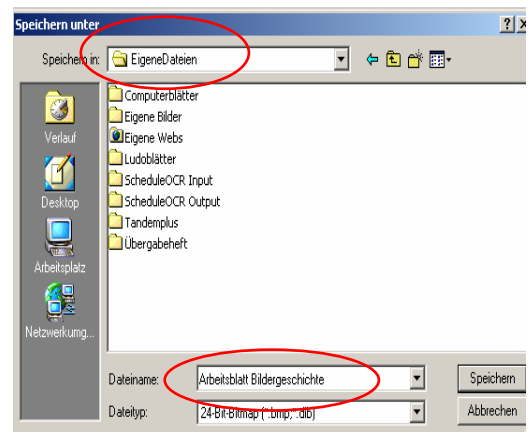 Speichern unter
Speichern in: EigeneDateien
Computerblätter
Eigene Bilder
Eigene Webs
Ludoblätter
ScheduleOCR Input
ScheduleOCR Output
Tandemplus
Übergabeheft
Verlauf
Desktop
Arbeitsplatz
Netzwerkumg...
Dateiname: Arbeitsblatt Bildergeschichte Speichern
Dateityp: 24-Bit-Bitmap (*.bmp;*.dib) Abbrechen